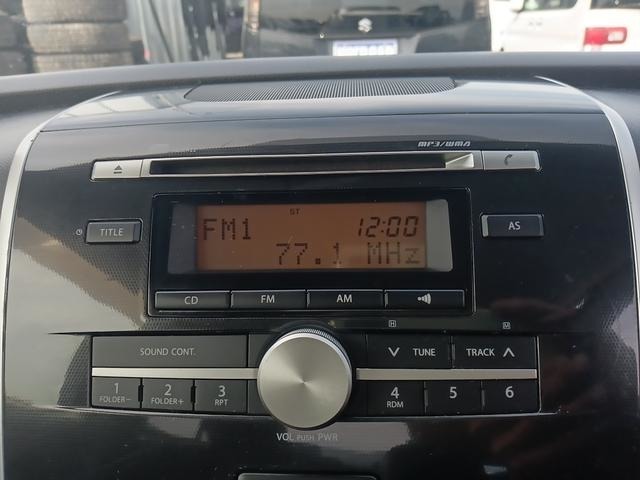 MP3/WMA
TITLE
AS
ST
FM1 12:00
77.1 MHz
CD FM AM
H M
SOUND CONT. TUNE TRACK
1 2 3 4 5 6
FOLDER- FOLDER+ RPT RDM
VOL PUSH PWR